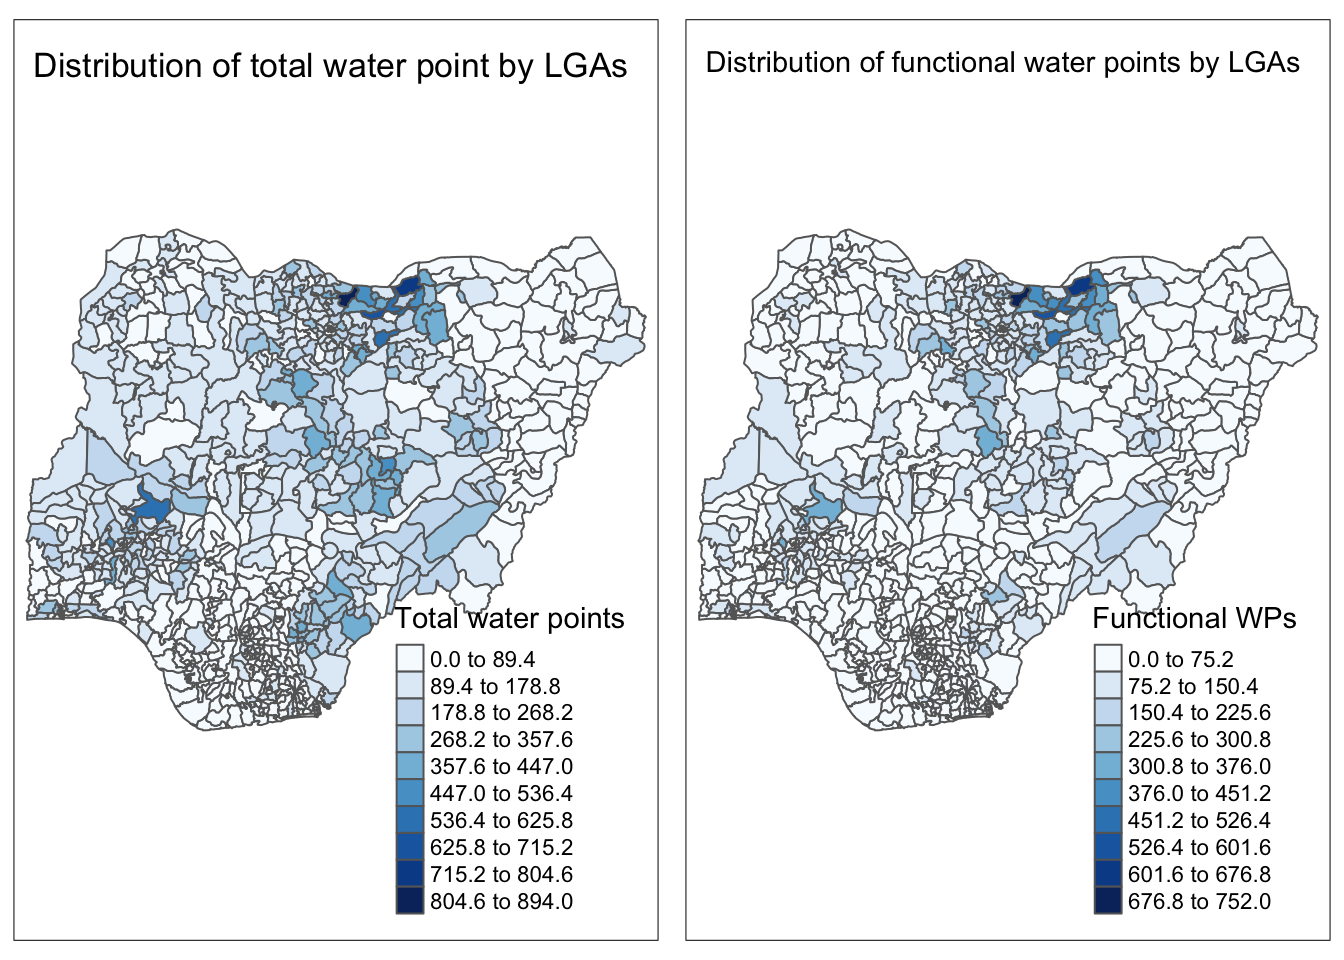 Distribution of total water point by LGAs
Total water points
0.0 to 89.4
89.4 to 178.8
178.8 to 268.2
268.2 to 357.6
357.6 to 447.0
447.0 to 536.4
536.4 to 625.8
625.8 to 715.2
715.2 to 804.6
804.6 to 894.0
Distribution of functional water points by LGAs
Functional WPs
0.0 to 75.2
75.2 to 150.4
150.4 to 225.6
225.6 to 300.8
300.8 to 376.0
376.0 to 451.2
451.2 to 526.4
526.4 to 601.6
601.6 to 676.8
676.8 to 752.0